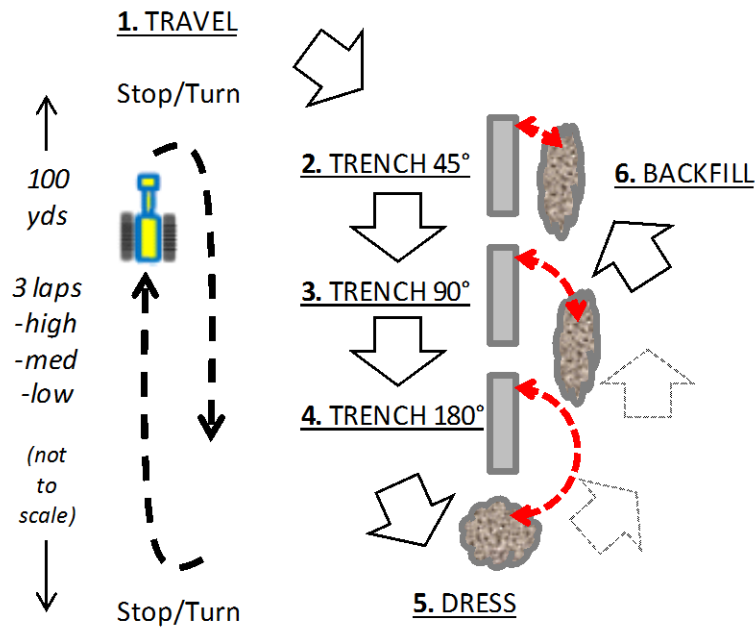 1. TRAVEL
Stop/Turn
100
yds
3 laps
-high
-med
-low
(not
to
scale)
Stop/Turn
2. TRENCH 45°
3. TRENCH 90°
4. TRENCH 180°
5. DRESS
6. BACKFILL